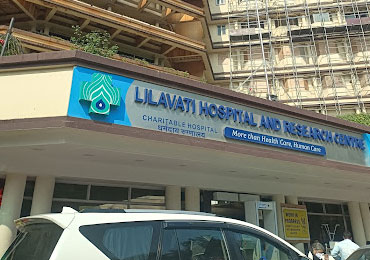 LILAVATI HOSPITAL AND RESEARCH CENTRE
CHARITABLE HOSPITAL
धर्मादाय रुग्णालय
More than Health Care, Human Care